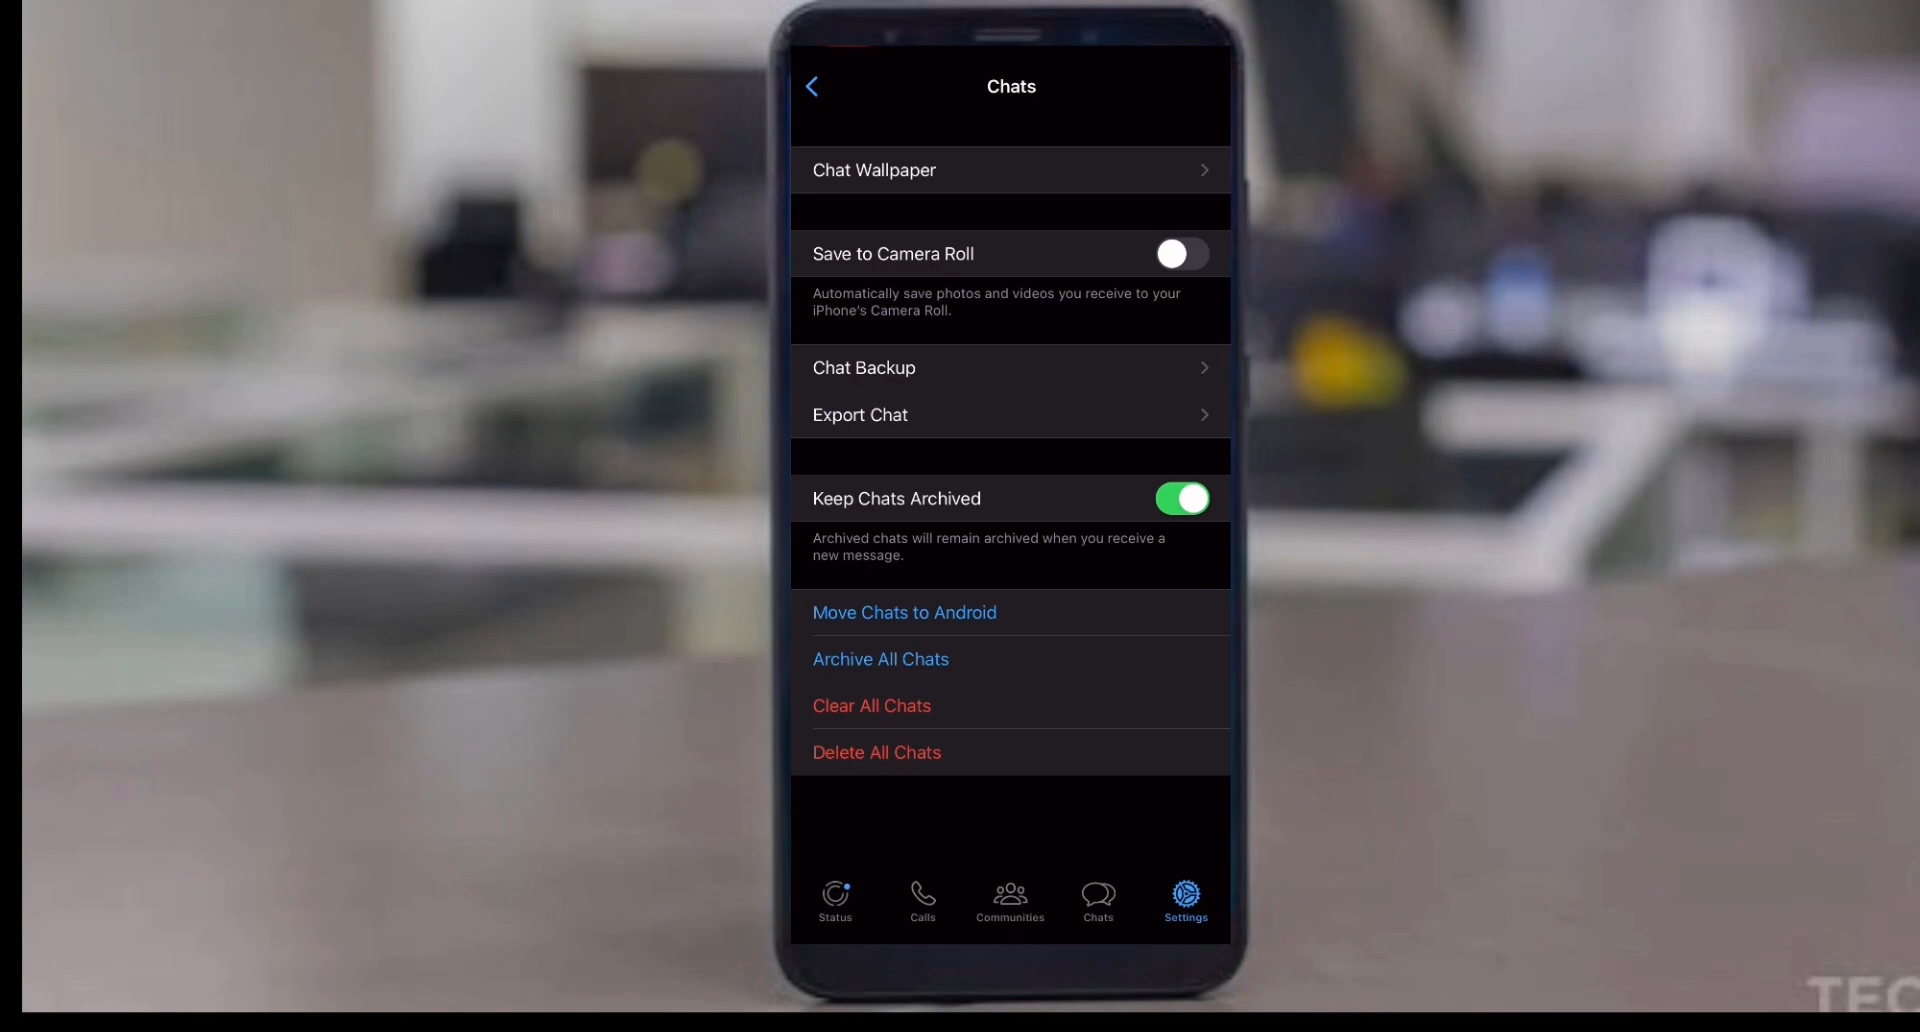 Chats
Chat Wallpaper
Save to Camera Roll
Automatically save photos and videos you receive to your
iPhone's Camera Roll.
Chat Backup
Export Chat
Keep Chats Archived
Archived chats will remain archived when you receive a
new message.
Move Chats to Android
Archive All Chats
Clear All Chats
Delete All Chats
Status
Calls
Communities
Chats
Settings
TEC